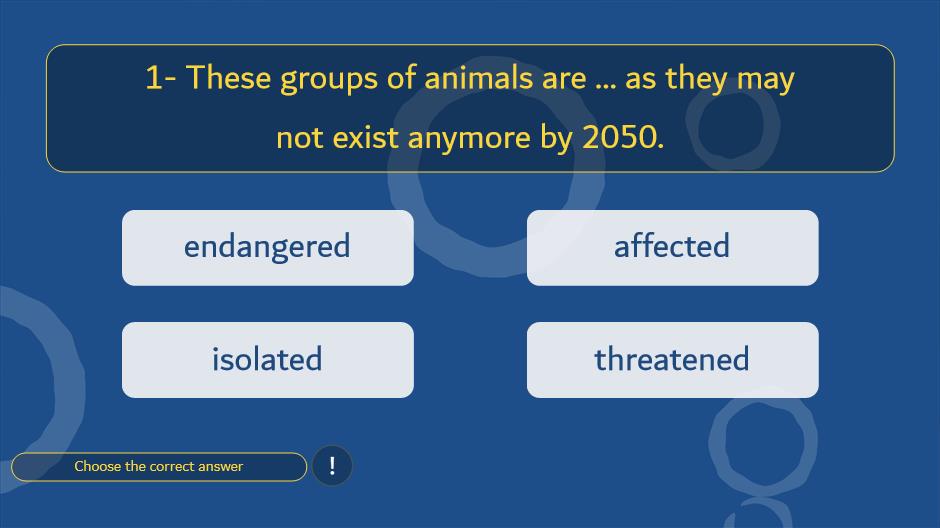 1- These groups of animals are ... as they may
not exist anymore by 2050.
endangered
affected
isolated
threatened
Choose the correct answer
!